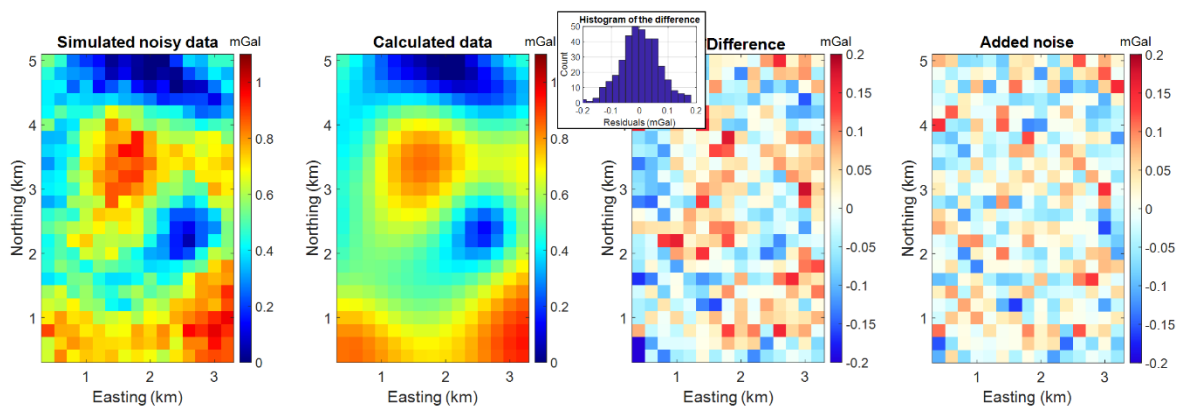 Histogram of the difference
50
40
30
20
10
0
Count
-0.2 -0.1 0 0.1 0.2
Residuals (mGal)
Simulated noisy data mGal
5
4
3
2
1
Northing (km)
1 2 3
Easting (km)
1
0.8
0.6
0.4
0.2
0
Calculated data mGal
5
4
3
2
1
Northing (km)
1 2 3
Easting (km)
1
0.8
0.6
0.4
0.2
0
Difference mGal
3
2
1
Northing (km)
1 2 3
Easting (km)
0.2
0.15
0.1
0.05
0
-0.05
-0.1
-0.15
-0.2
Added noise mGal
5
4
3
2
1
Northing (km)
1 2 3
Easting (km)
0.2
0.15
0.1
0.05
0
-0.05
-0.1
-0.15
-0.2